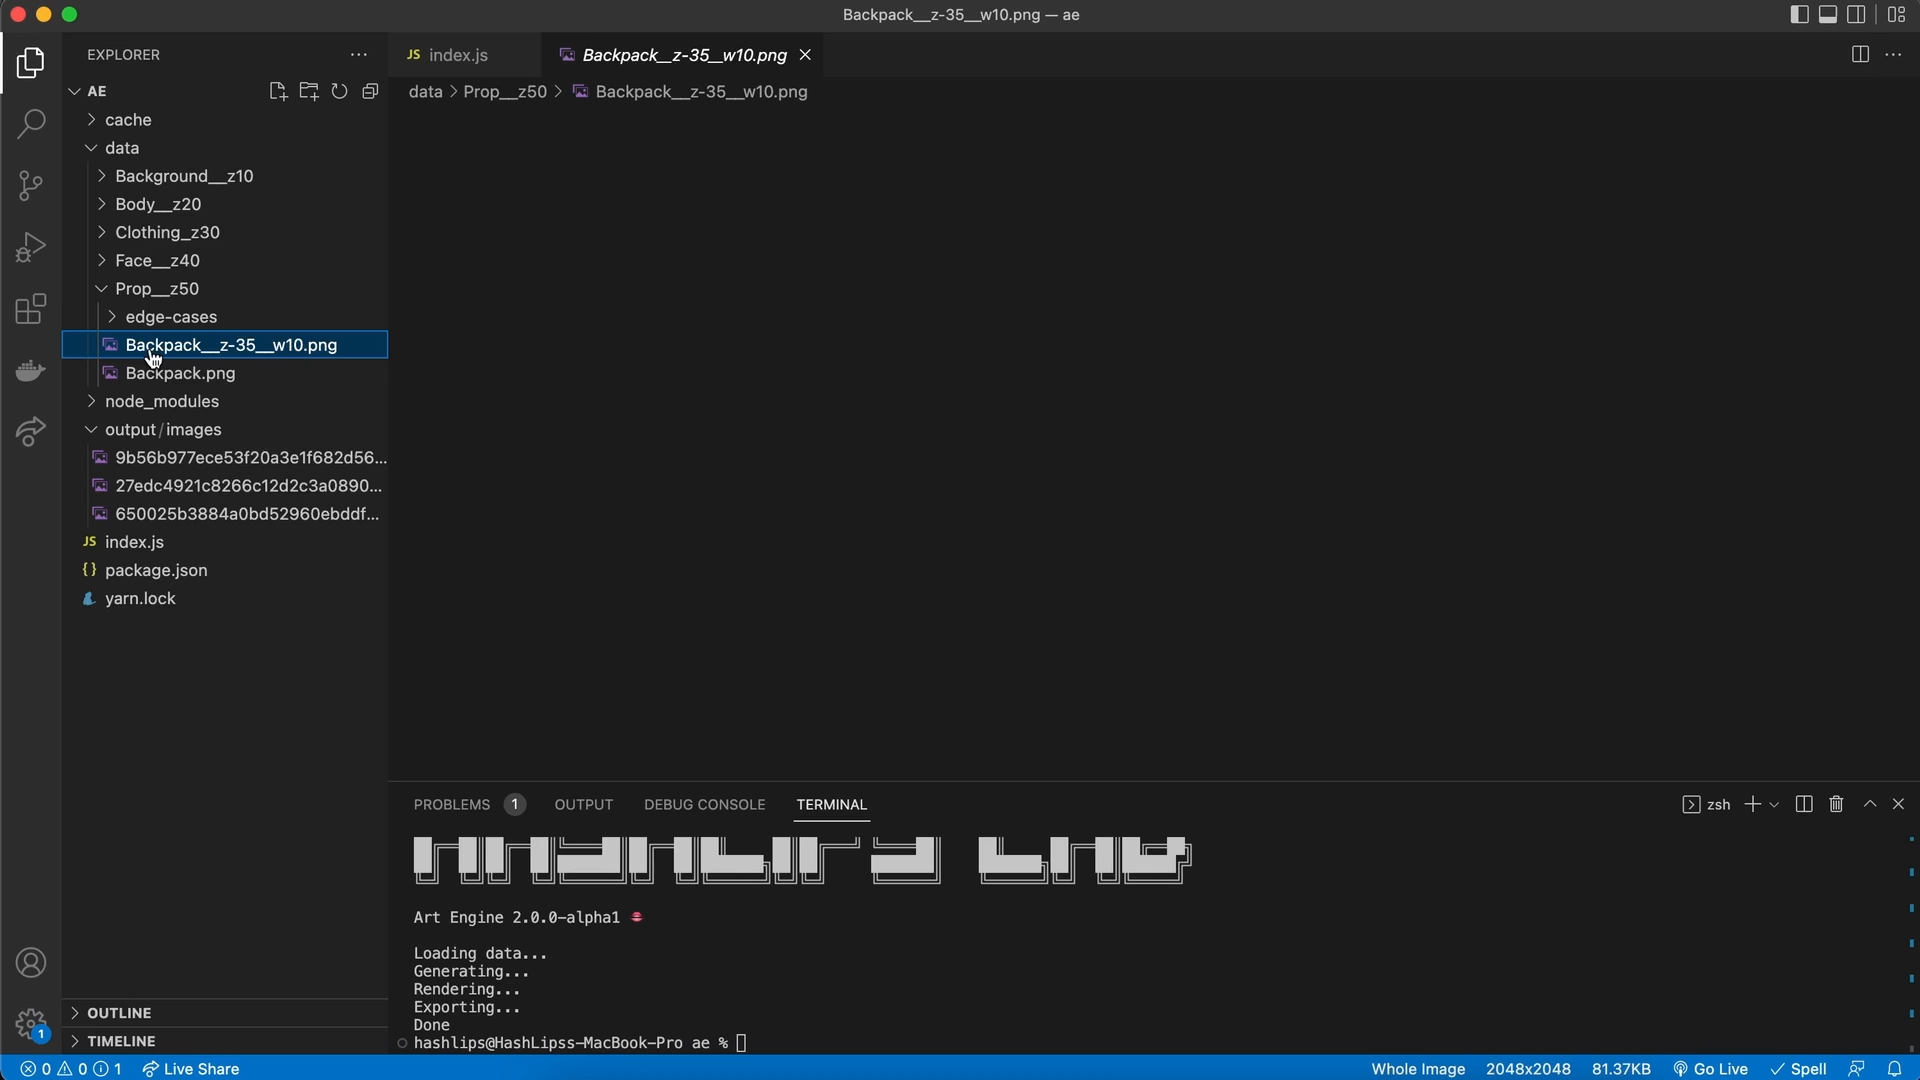 Backpack__z-35__w10.png — ae
EXPLORER
JS index.js
Backpack__z-35__w10.png
data > Prop__z50 > Backpack__z-35__w10.png
AE
cache
data
Background__z10
Body__z20
Clothing_z30
Face__z40
Prop__z50
edge-cases
Backpack__z-35__w10.png
Backpack.png
node_modules
output/images
9b56b977ece53f20a3e1f682d56...
27edc4921c8266c12d2c3a0890...
650025b3884a0bd52960ebddf...
JS index.js
{} package.json
yarn.lock
OUTLINE
TIMELINE
PROBLEMS 1 OUTPUT DEBUG CONSOLE TERMINAL
zsh
Art Engine 2.0.0-alpha1
Loading data...
Generating...
Rendering...
Exporting...
Done
hashlips@HashLipss-MacBook-Pro ae %
1
0 0 1 Live Share
Whole Image 2048x2048 81.37KB Go Live Spell